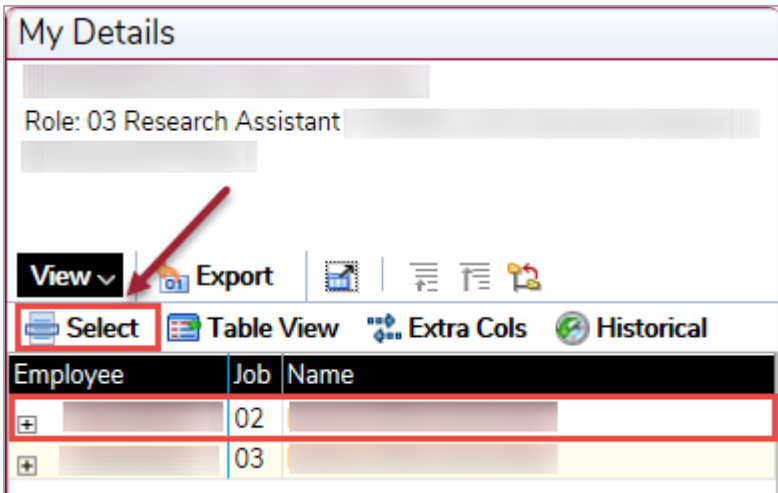 My Details
Role: 03 Research Assistant
View Export
Select Table View Extra Cols Historical
Employee Job Name
02
03